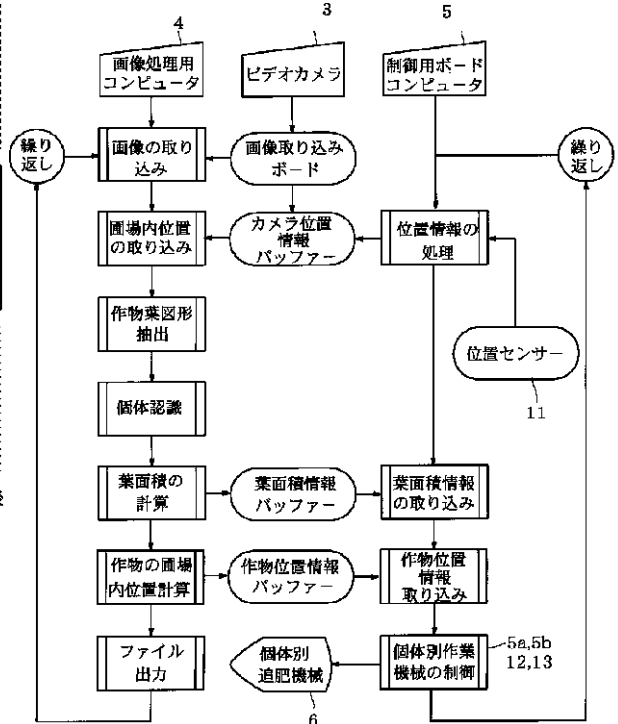 4
3
5
画像処理用
コンピュータ
ビデオカメラ
制御用ボード
コンピュータ
繰り
返し
画像の取り
込み
画像取り込み
ボード
繰り
返し
圃場内位置
の取り込み
カメラ位置
情報
バッファー
位置情報の
処理
作物葉図形
抽出
位置センサー
11
個体認識
葉面積の
計算
葉面積情報
バッファー
葉面積情報
の取り込み
作物の圃場
内位置計算
作物位置情報
バッファー
作物位置
情報
取り込み
ファイル
出力
個体別
追肥機械
6
個体別作業
機械の制御
5a,5b
12,13